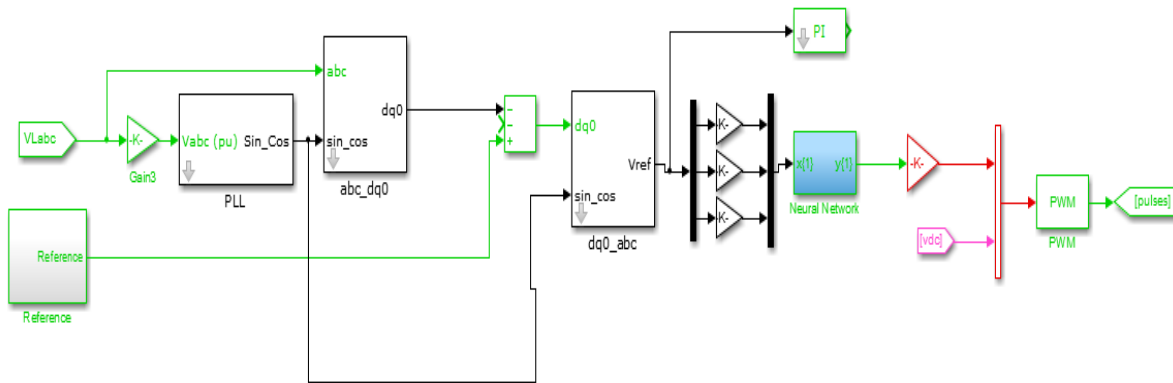 PI
abc
dq0
sin_cos
abc_dq0
VLabc
-K-
Gain3
Vabc (pu)
Sin_Cos
PLL
−
−
+
dq0
Vref
sin_cos
dq0_abc
-K-
-K-
-K-
x{1}
y{1}
Neural Network
-K-
[vdc]
PWM
PWM
[pulses]
Reference
Reference